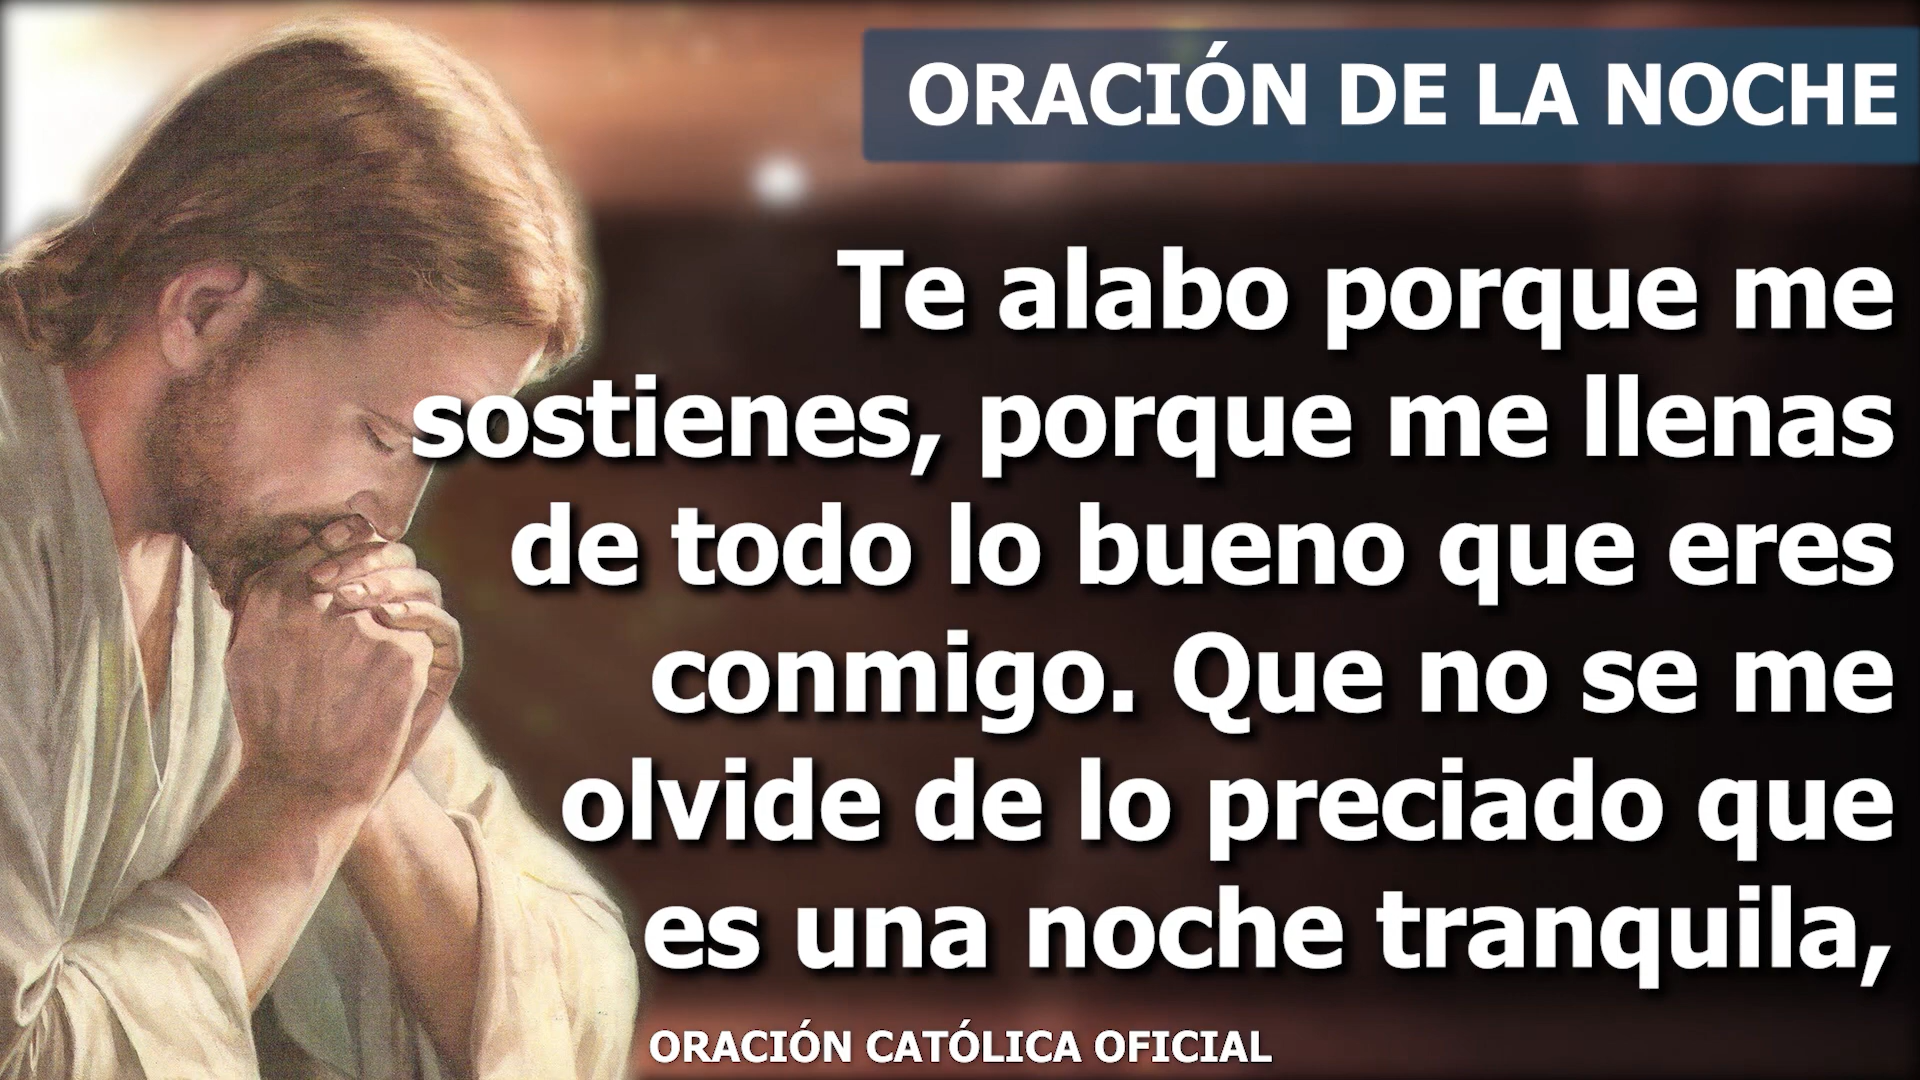 ORACIÓN DE LA NOCHE
Te alabo porque me
sostienes, porque me llenas
de todo lo bueno que eres
conmigo. Que no se me
olvide de lo preciado que
es una noche tranquila,
ORACIÓN CATÓLICA OFICIAL